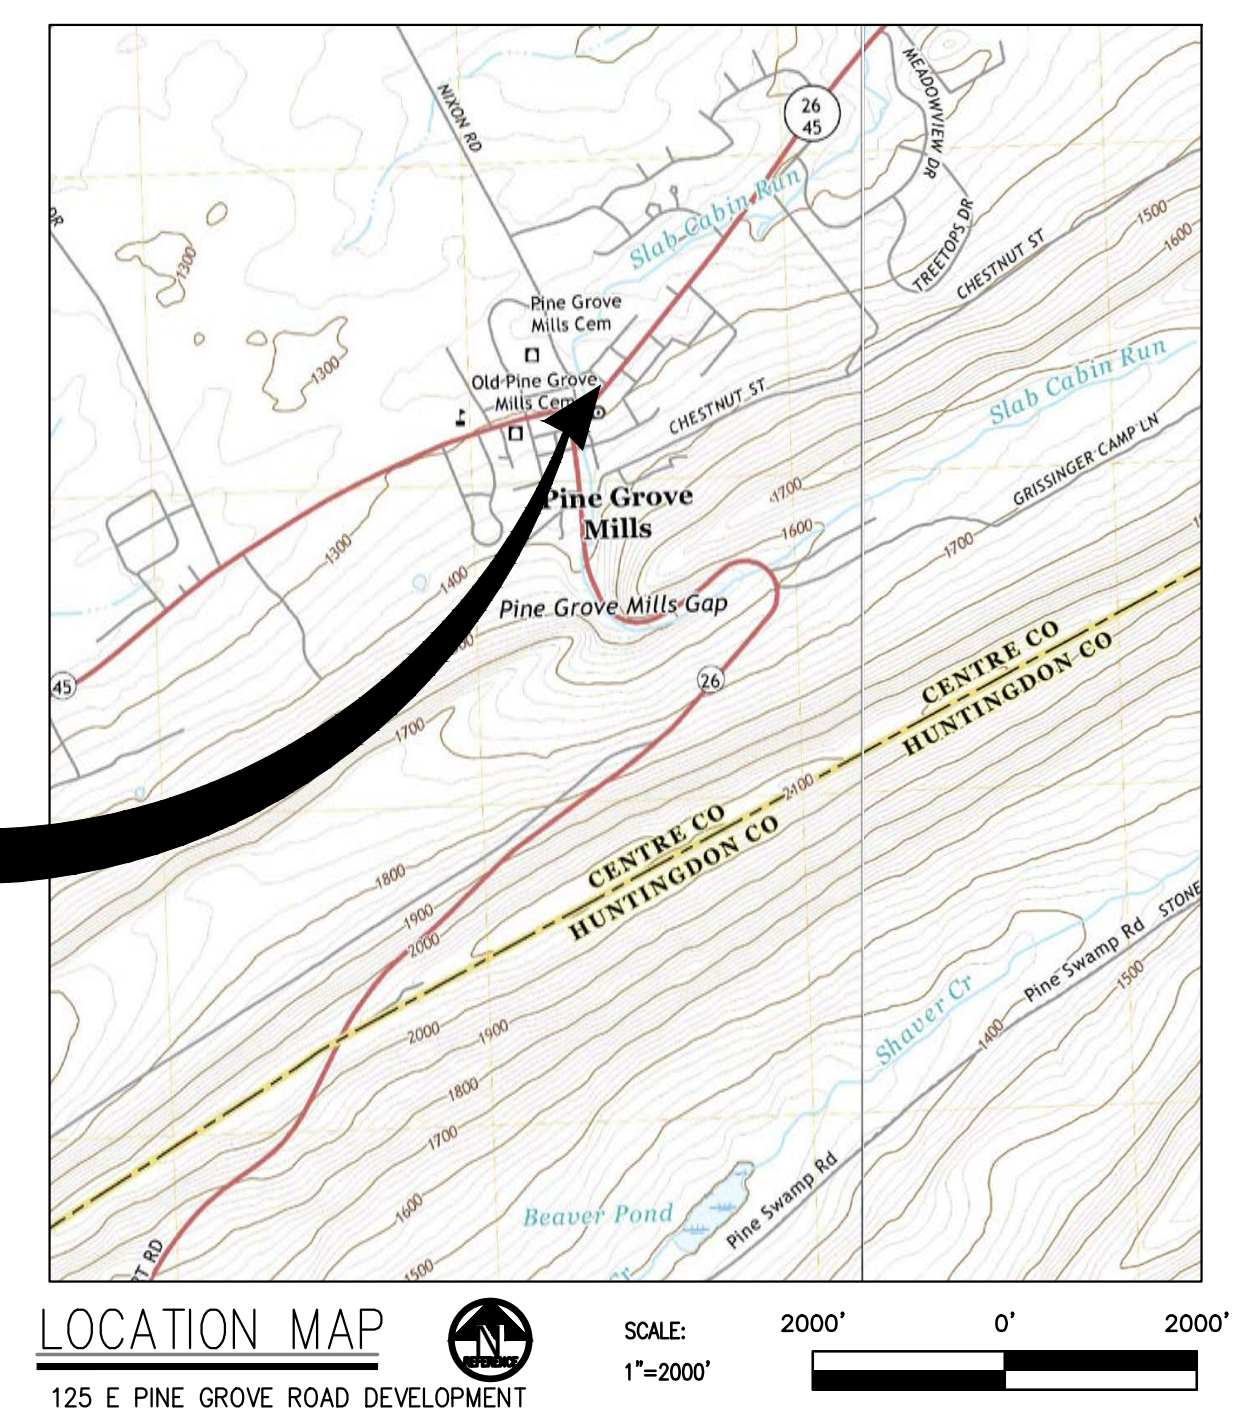 NIXON RD
26
45
MEADOWVIEW DR
DR
Slab Cabin Run
TREETOPS DR
CHESTNUT ST
1500
1600
1300
Pine Grove
Mills Cem
1300
Old Pine Grove
Mills Cem
CHESTNUT ST
Slab Cabin Run
GRISSINGER CAMP LN
Pine Grove
Mills
1700
1600
1700
1300
1400
Pine Grove Mills Gap
45
26
CENTRE CO
HUNTINGDON CO
1700
2100
CENTRE CO
HUNTINGDON CO
1800
1900
2000
STONE
Pine Swamp Rd
1500
Shaver Cr
1400
2000
1900
1800
1700
1600
Beaver Pond
Pine Swamp Rd
RT RD
1500
Cr
LOCATION MAP
N
REFERENCE
SCALE:
1"=2000'
2000' 0' 2000'
125 E PINE GROVE ROAD DEVELOPMENT